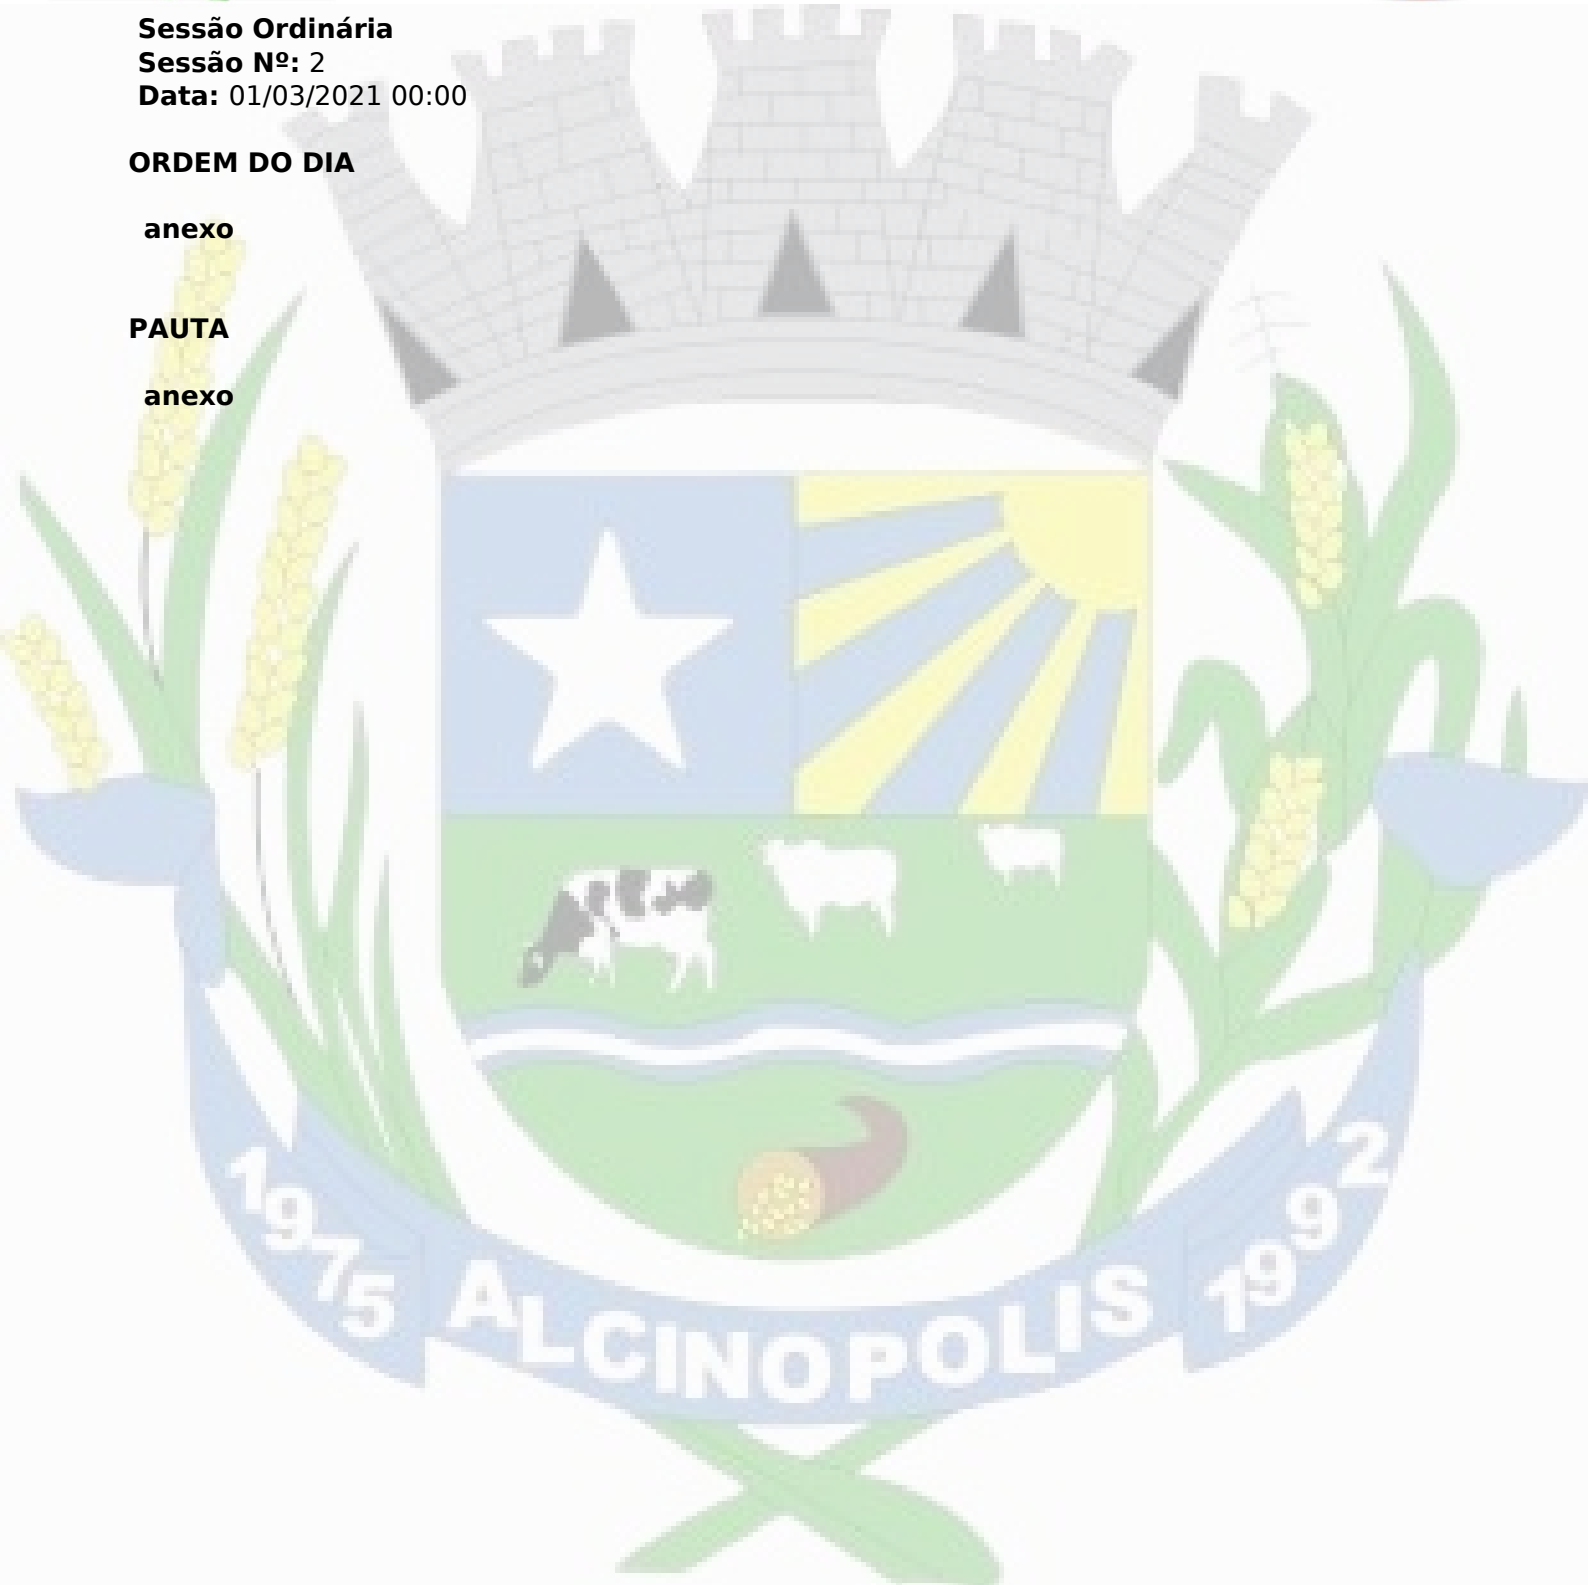 Sessão Ordinária
Sessão Nº: 2
Data: 01/03/2021 00:00
ORDEM DO DIA
anexo
PAUTA
anexo
1975 ALCINOPOLIS 1992